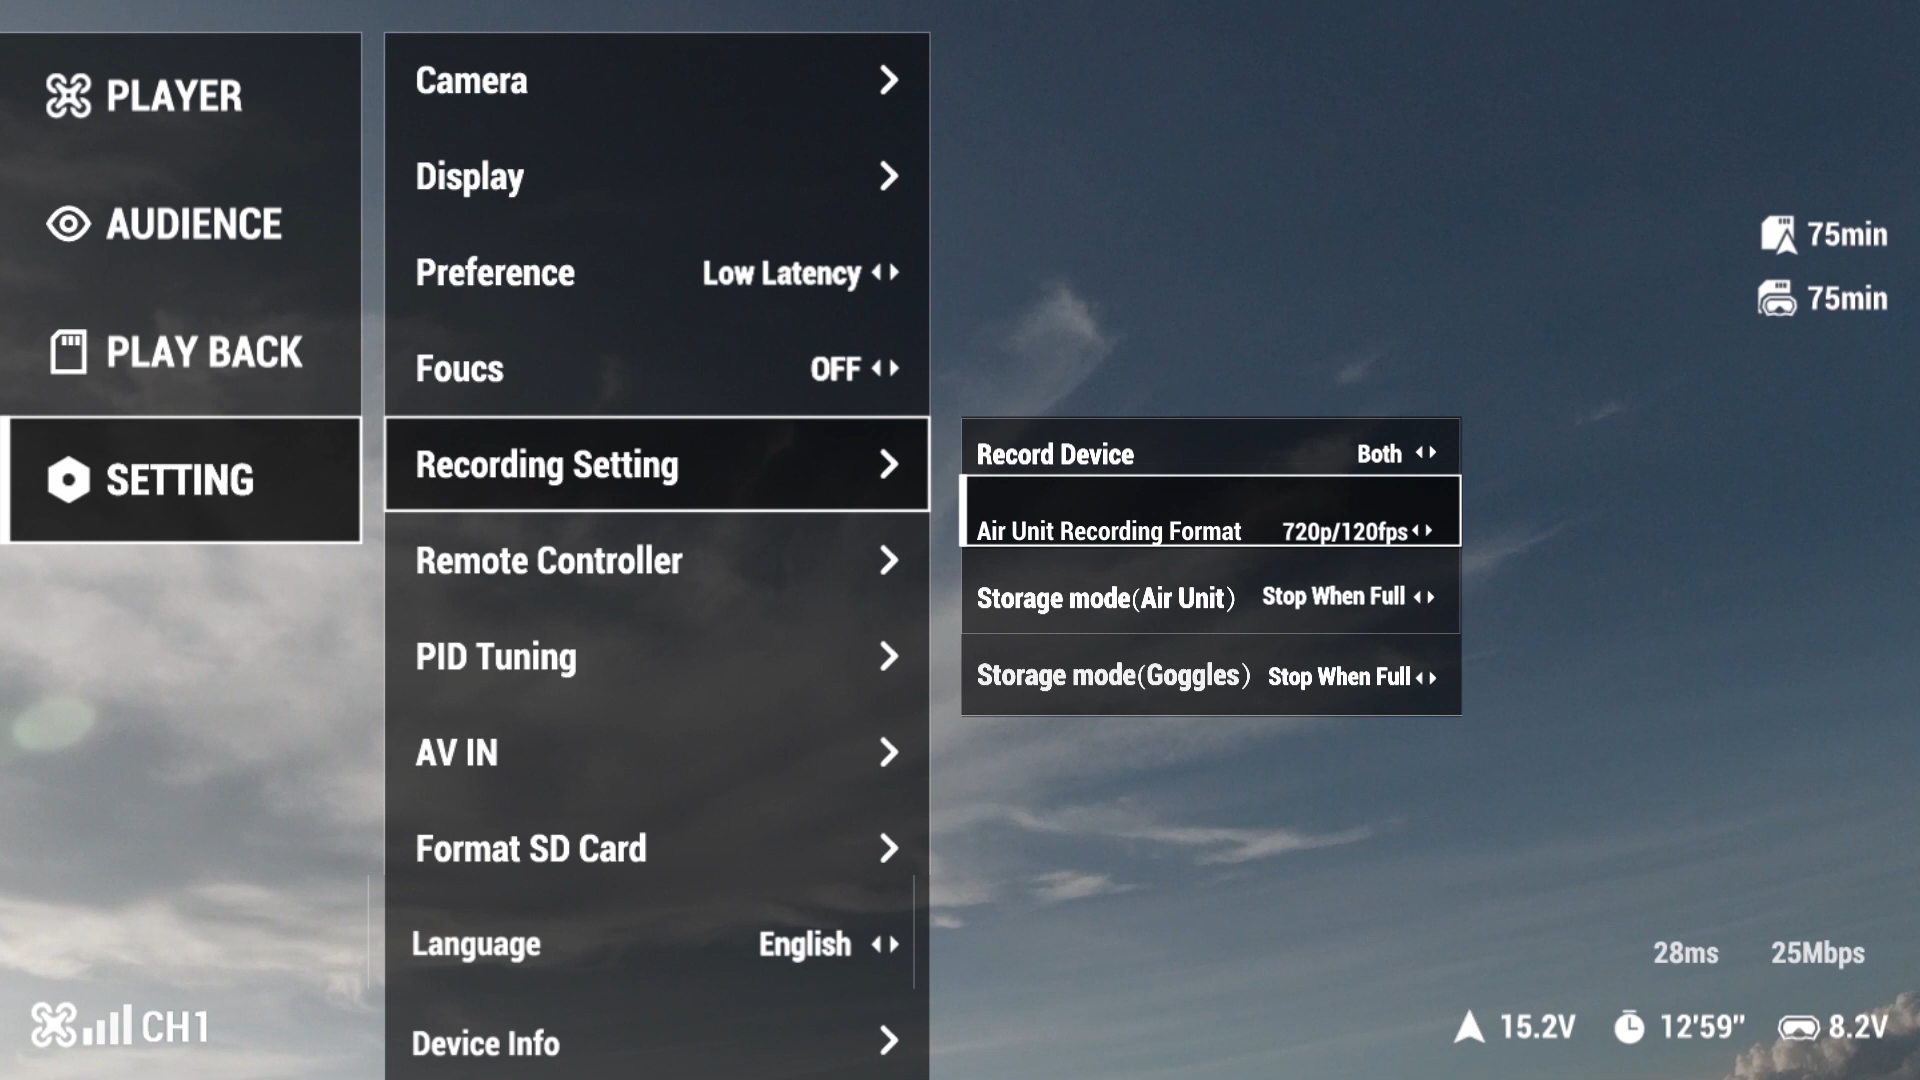 PLAYER
AUDIENCE
PLAY BACK
SETTING
CH1
Camera
Display
Preference Low Latency
Foucs OFF
Recording Setting
Remote Controller
PID Tuning
AV IN
Format SD Card
Language English
Device Info
Record Device Both
Air Unit Recording Format 720p/120fps
Storage mode(Air Unit) Stop When Full
Storage mode(Goggles) Stop When Full
75min
75min
28ms 25Mbps
15.2V 12'59" 8.2V